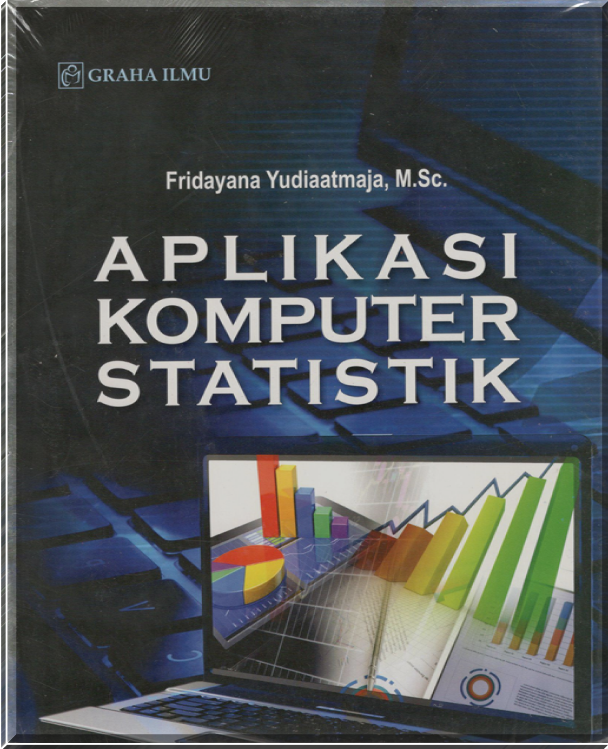 GRAHA ILMU
Fridayana Yudiaatmaja, M.Sc.
APLIKASI
KOMPUTER
STATISTIK